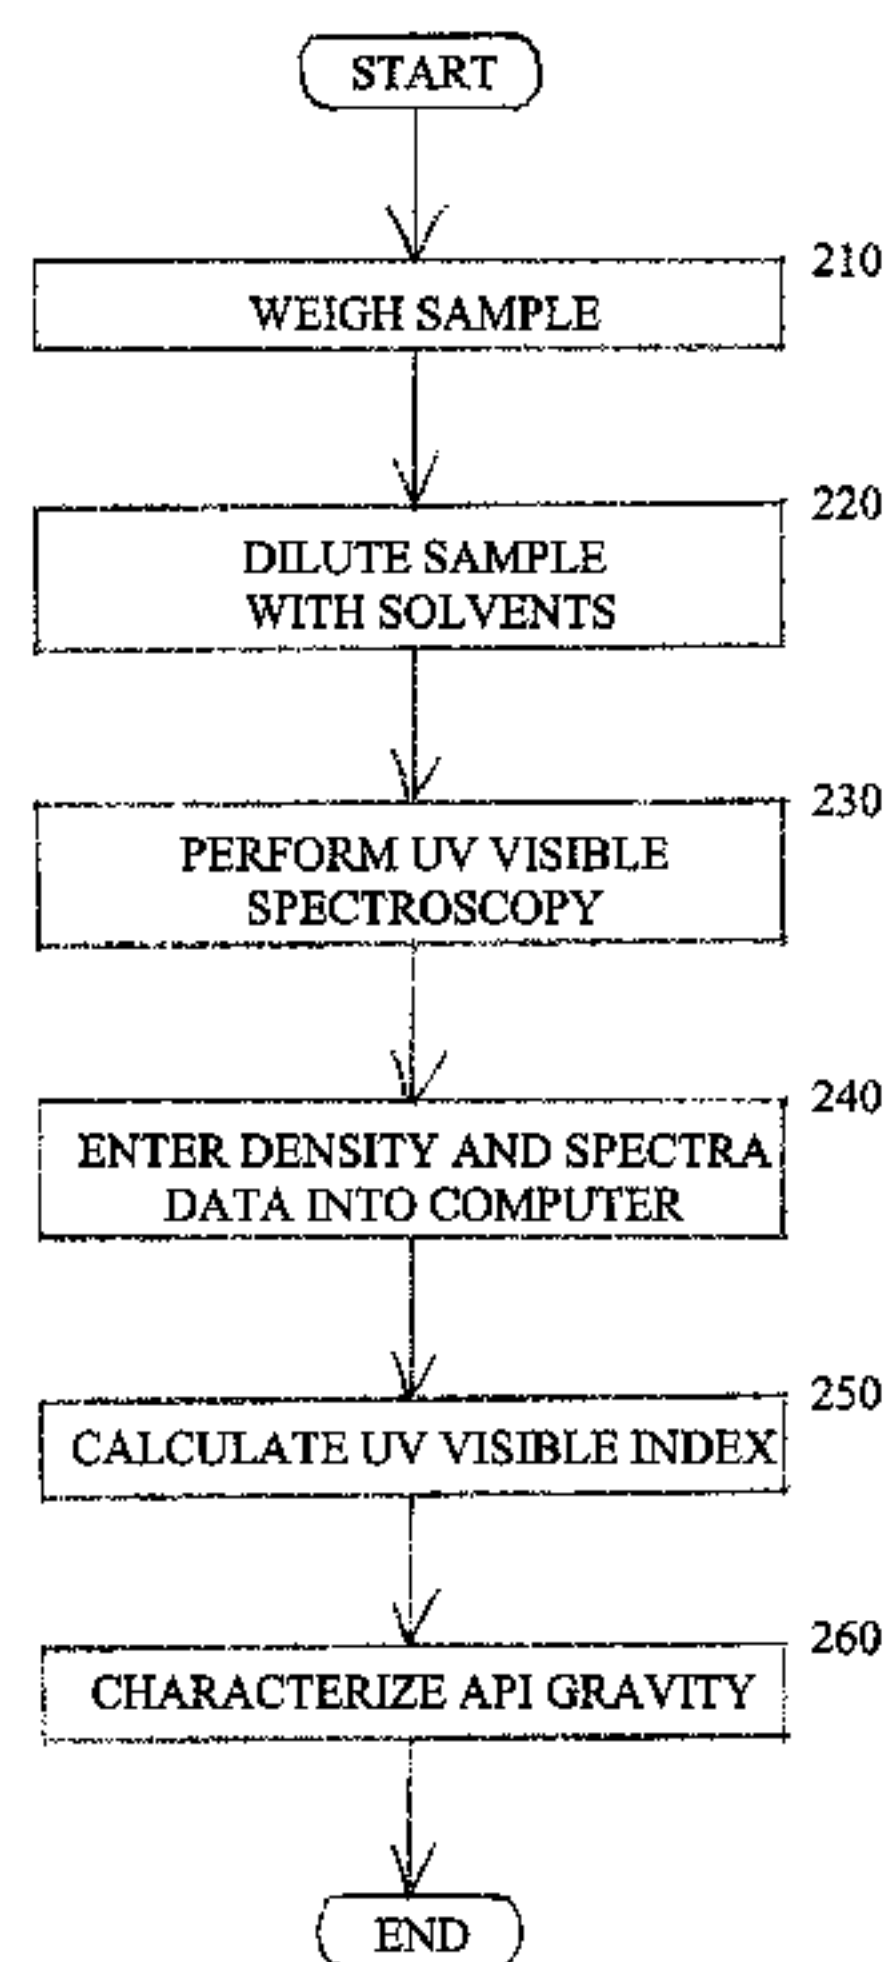 START
210
WEIGH SAMPLE
220
DILUTE SAMPLE
WITH SOLVENTS
230
PERFORM UV VISIBLE
SPECTROSCOPY
240
ENTER DENSITY AND SPECTRA
DATA INTO COMPUTER
250
CALCULATE UV VISIBLE INDEX
260
CHARACTERIZE API GRAVITY
END